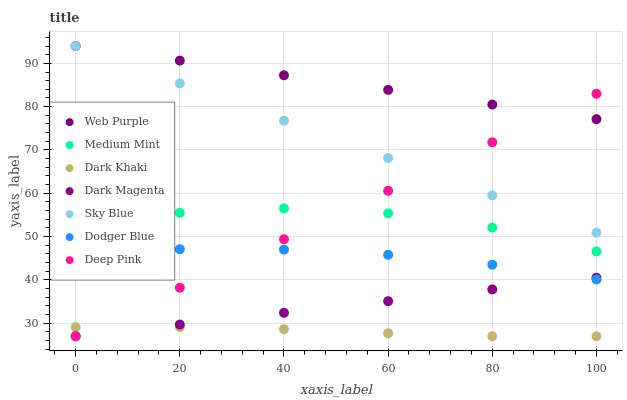 title
yaxis_label
90
80
70
60
50
40
30
Web Purple
Medium Mint
Dark Khaki
Dark Magenta
Sky Blue
Dodger Blue
Deep Pink
0 20 40 60 80 100
xaxis_label